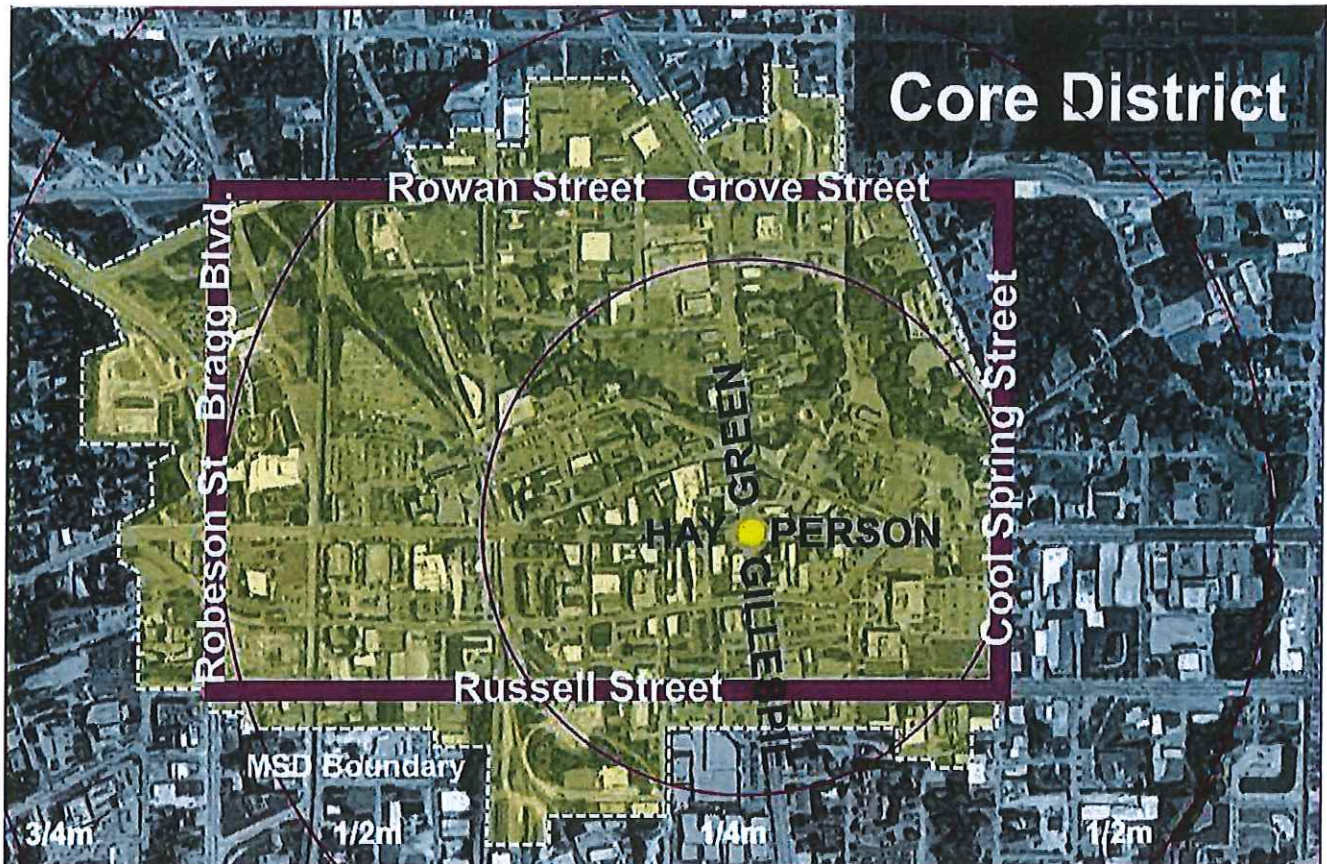 Core District
Rowan Street
Grove Street
Robeson St.
Bragg Blvd.
Cool Spring Street
GREEN
HAY
PERSON
GILLESPIE
Russell Street
MSD Boundary
3/4m
1/2m
1/4m
1/2m